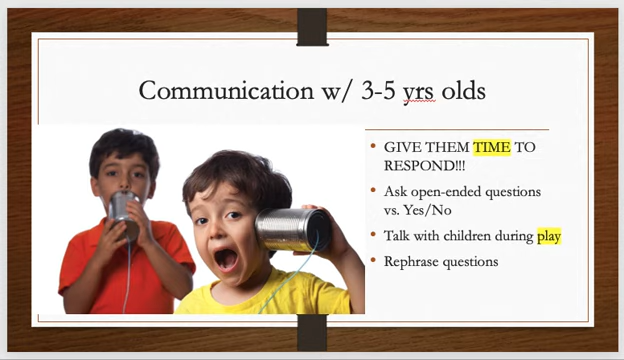 Communication w/ 3-5 yrs olds
GIVE THEM TIME TO
RESPOND!!!
Ask open-ended questions
vs. Yes/No
Talk with children during play
Rephrase questions